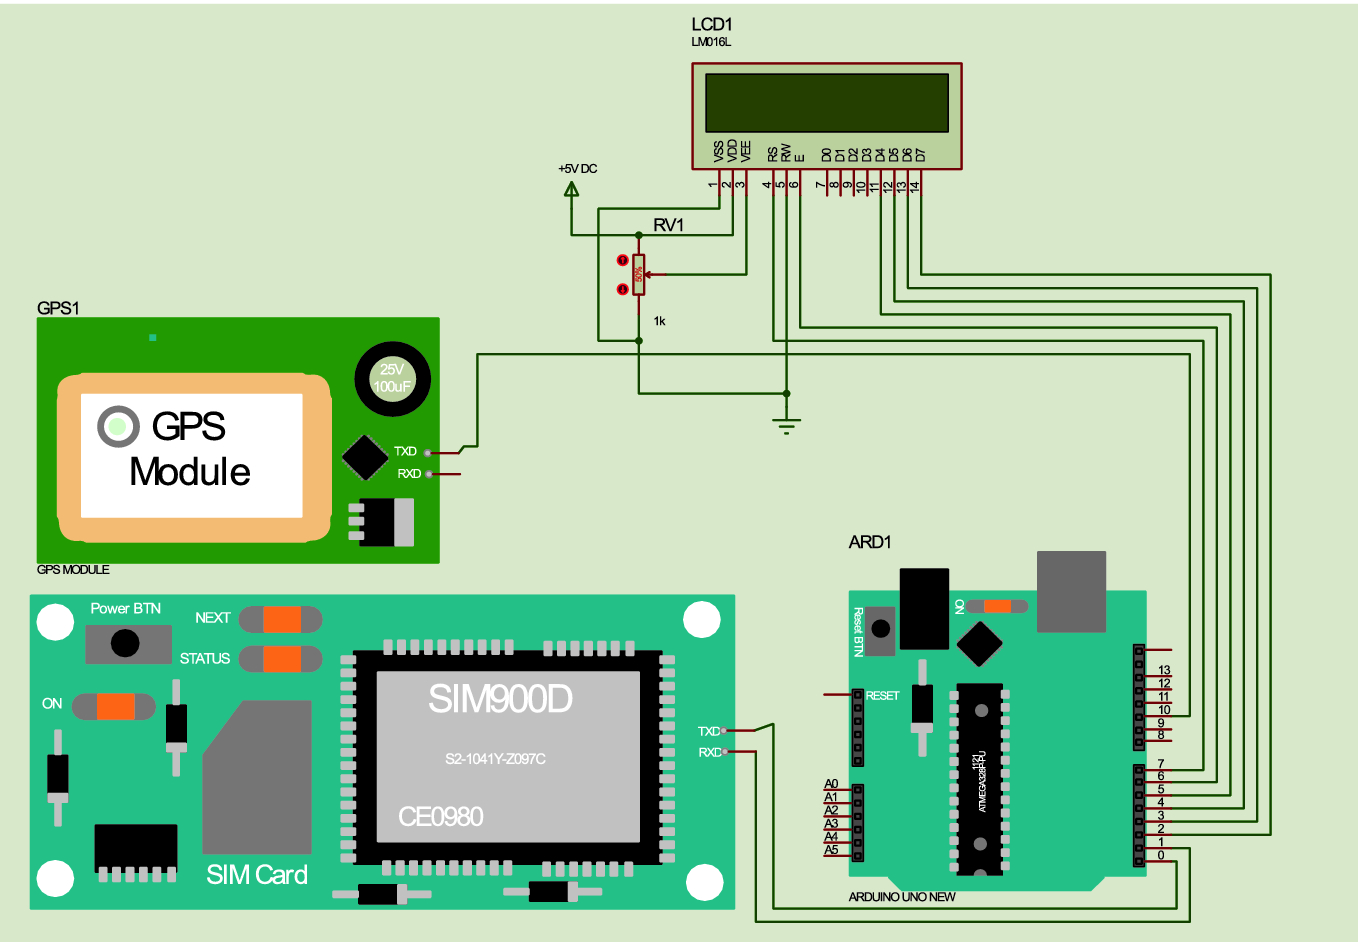 LCD1
LM016L
VSS
VDD
VEE
RS
RW
E
D0
D1
D2
D3
D4
D5
D6
D7
1
2
3
4
5
6
7
8
9
10
11
12
13
14
+5V DC
RV1
50%
1k
GPS1
25V
100uF
GPS
Module
TXD
RXD
GPS MODULE
Power BTN
NEXT
STATUS
ON
SIM900D
S2-1041Y-Z097C
CE0980
SIM Card
TXD
RXD
ARD1
Reset BTN
ON
RESET
A0
A1
A2
A3
A4
A5
1121
ATMEGA328P-PU
13
12
11
10
9
8
7
6
5
4
3
2
1
0
ARDUINO UNO NEW